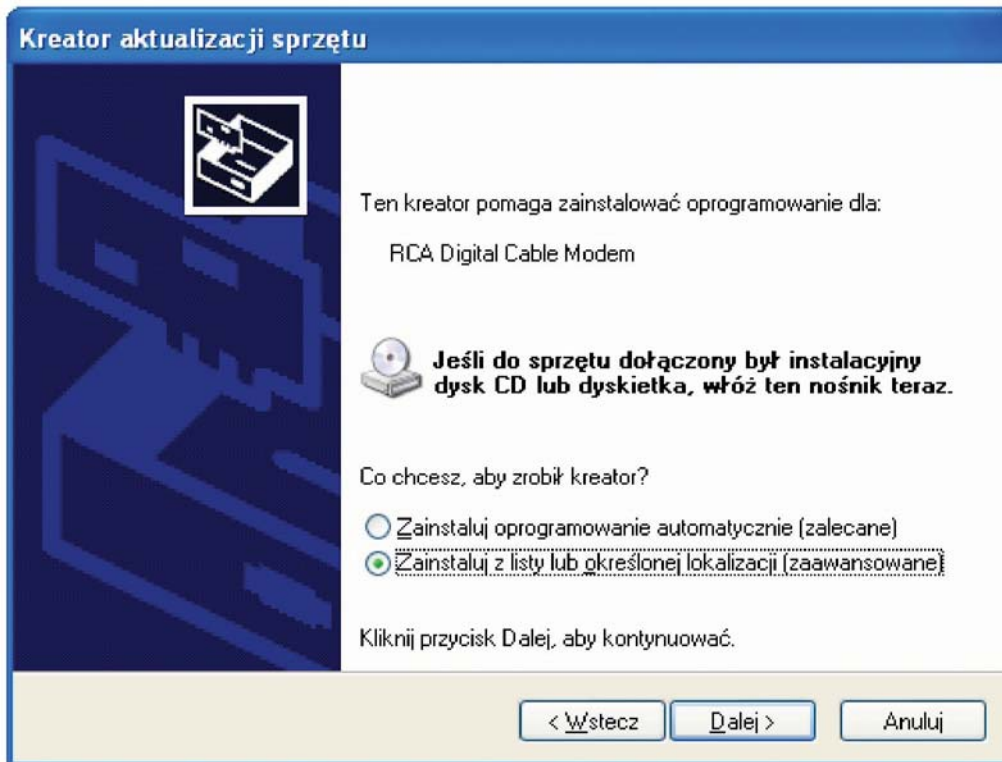 Kreator aktualizacji sprzętu
Ten kreator pomaga zainstalować oprogramowanie dla:
RCA Digital Cable Modem
Jeśli do sprzętu dołączony był instalacyjny
dysk CD lub dyskietka, włóż ten nośnik teraz.
Co chcesz, aby zrobił kreator?
Zainstaluj oprogramowanie automatycznie (zalecane)
Zainstaluj z listy lub określonej lokalizacji (zaawansowane)
Kliknij przycisk Dalej, aby kontynuować.
< Wstecz Dalej > Anuluj